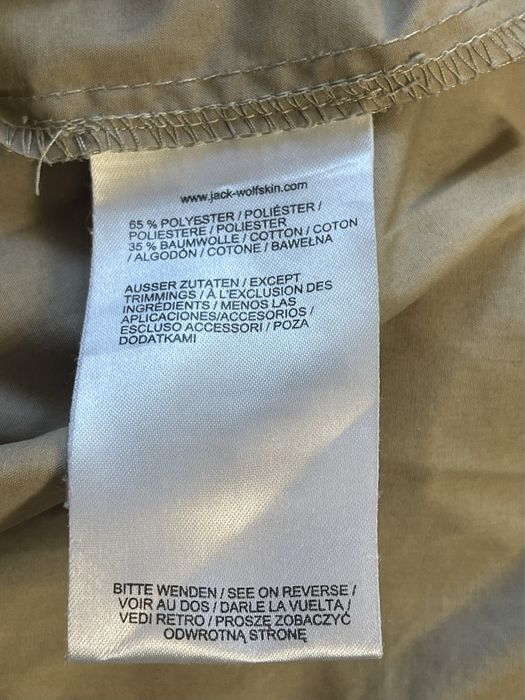 www.jack-wolfskin.com
65 % POLYESTER / POLIÉSTER /
POLIESTERE / POLIESTER
35 % BAUMWOLLE / COTTON / COTON
/ ALGODÓN / COTONE / BAWEŁNA
AUSSER ZUTATEN / EXCEPT
TRIMMINGS / À L'EXCLUSION DES
INGRÉDIENTS / MENOS LAS
APLICACIONES/ACCESORIOS /
ESCLUSO ACCESSORI / POZA
DODATKAMI
BITTE WENDEN / SEE ON REVERSE /
VOIR AU DOS / DARLE LA VUELTA /
VEDI RETRO / PROSZĘ ZOBACZYĆ
ODWROTNĄ STRONĘ